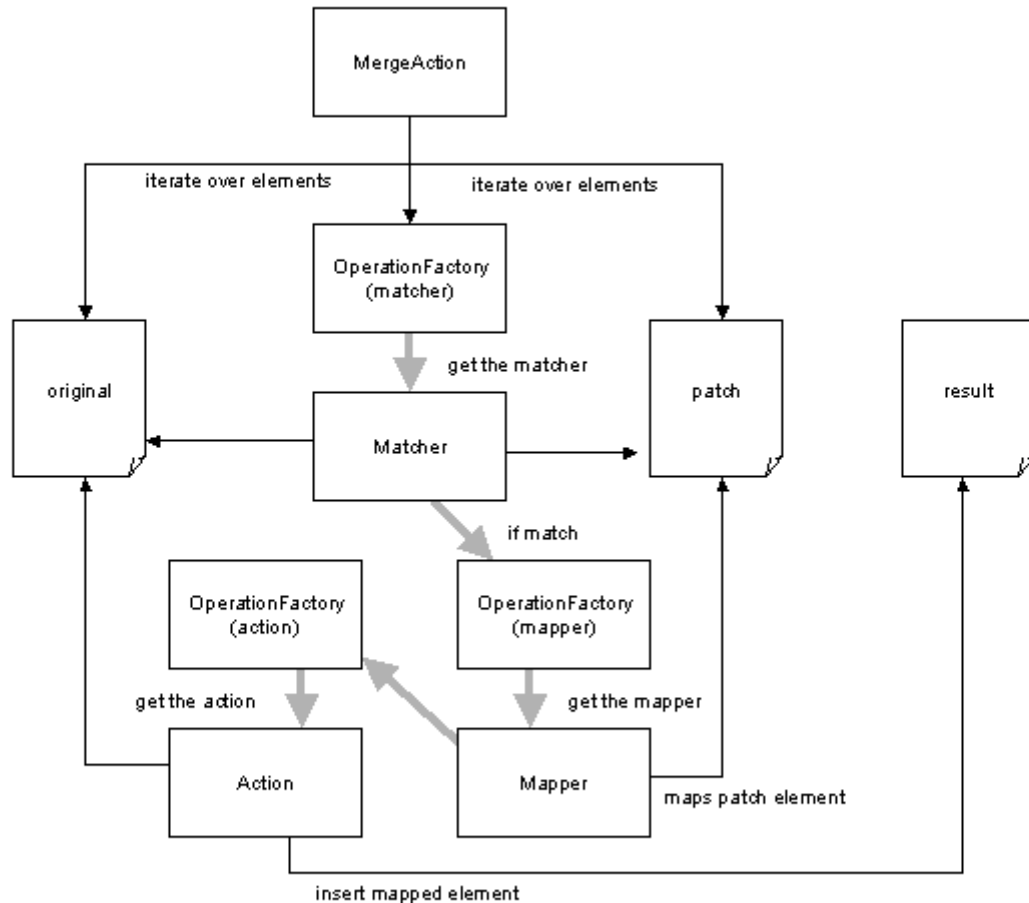 MergeAction
iterate over elements
iterate over elements
OperationFactory
(matcher)
original
get the matcher
patch
result
Matcher
if match
OperationFactory
(action)
OperationFactory
(mapper)
get the action
get the mapper
Action
Mapper
maps patch element
insert mapped element